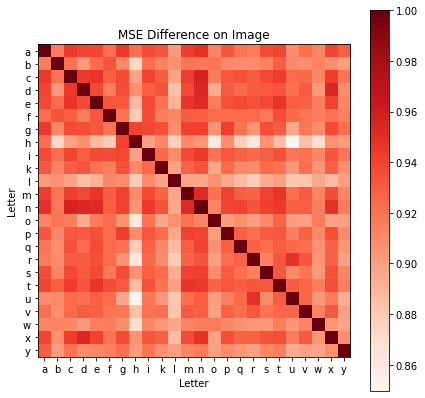 MSE Difference on Image
Letter
a
b
c
d
e
f
g
h
i
k
l
m
n
o
p
q
r
s
t
u
v
w
x
y
a b c d e f g h i k l m n o p q r s t u v w x y
Letter
1.00
0.98
0.96
0.94
0.92
0.90
0.88
0.86